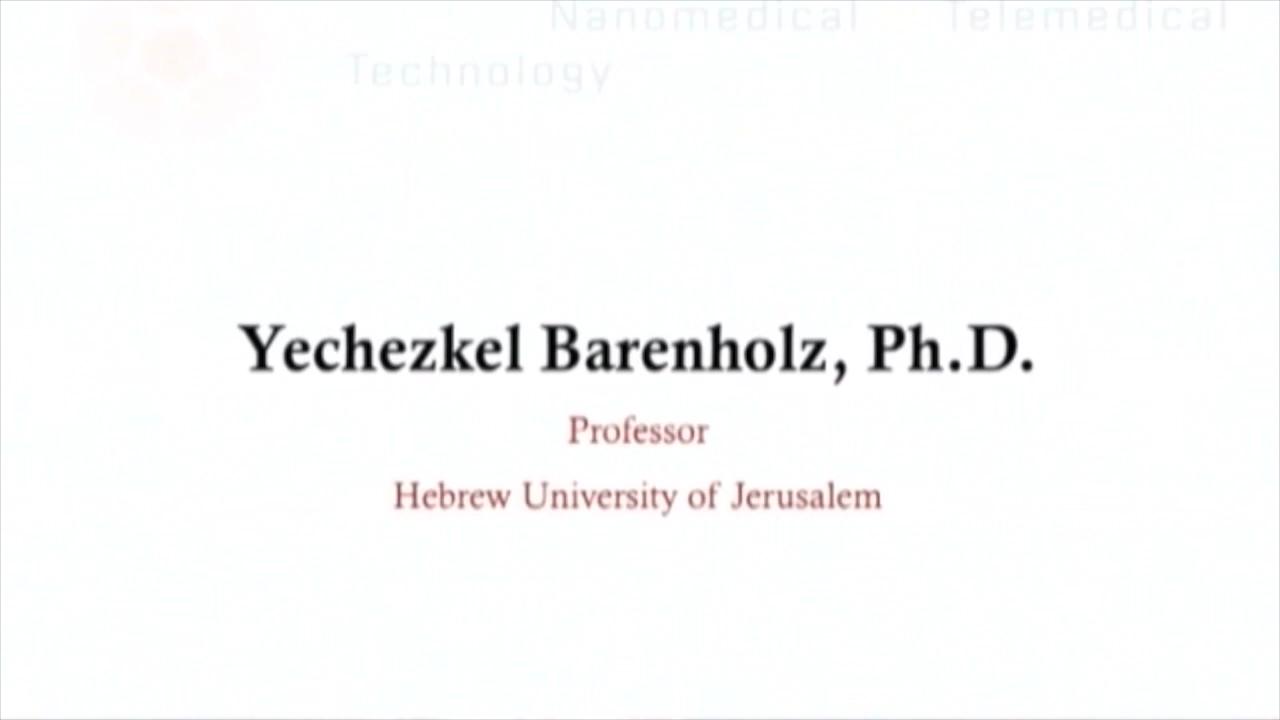 Nanomedical Telemedical
Technology
Yechezkel Barenholz, Ph.D.
Professor
Hebrew University of Jerusalem